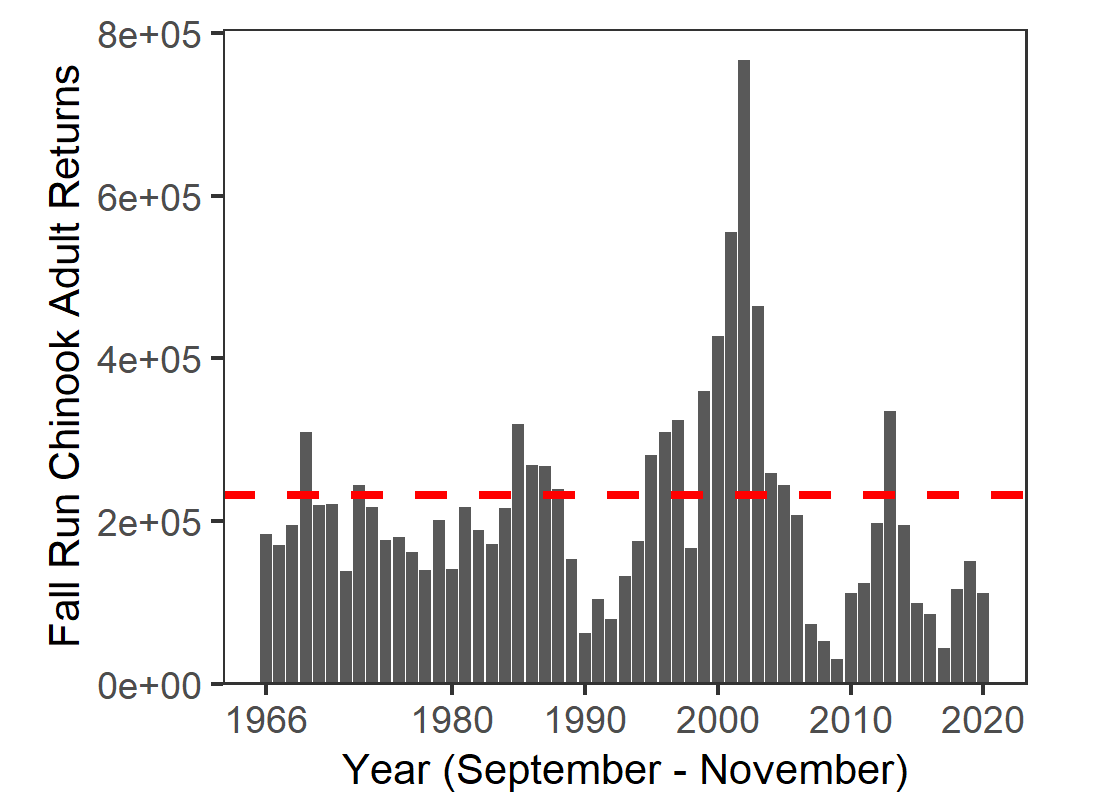 Fall Run Chinook Adult Returns
8e+05
6e+05
4e+05
2e+05
0e+00
1966 1980 1990 2000 2010 2020
Year (September - November)